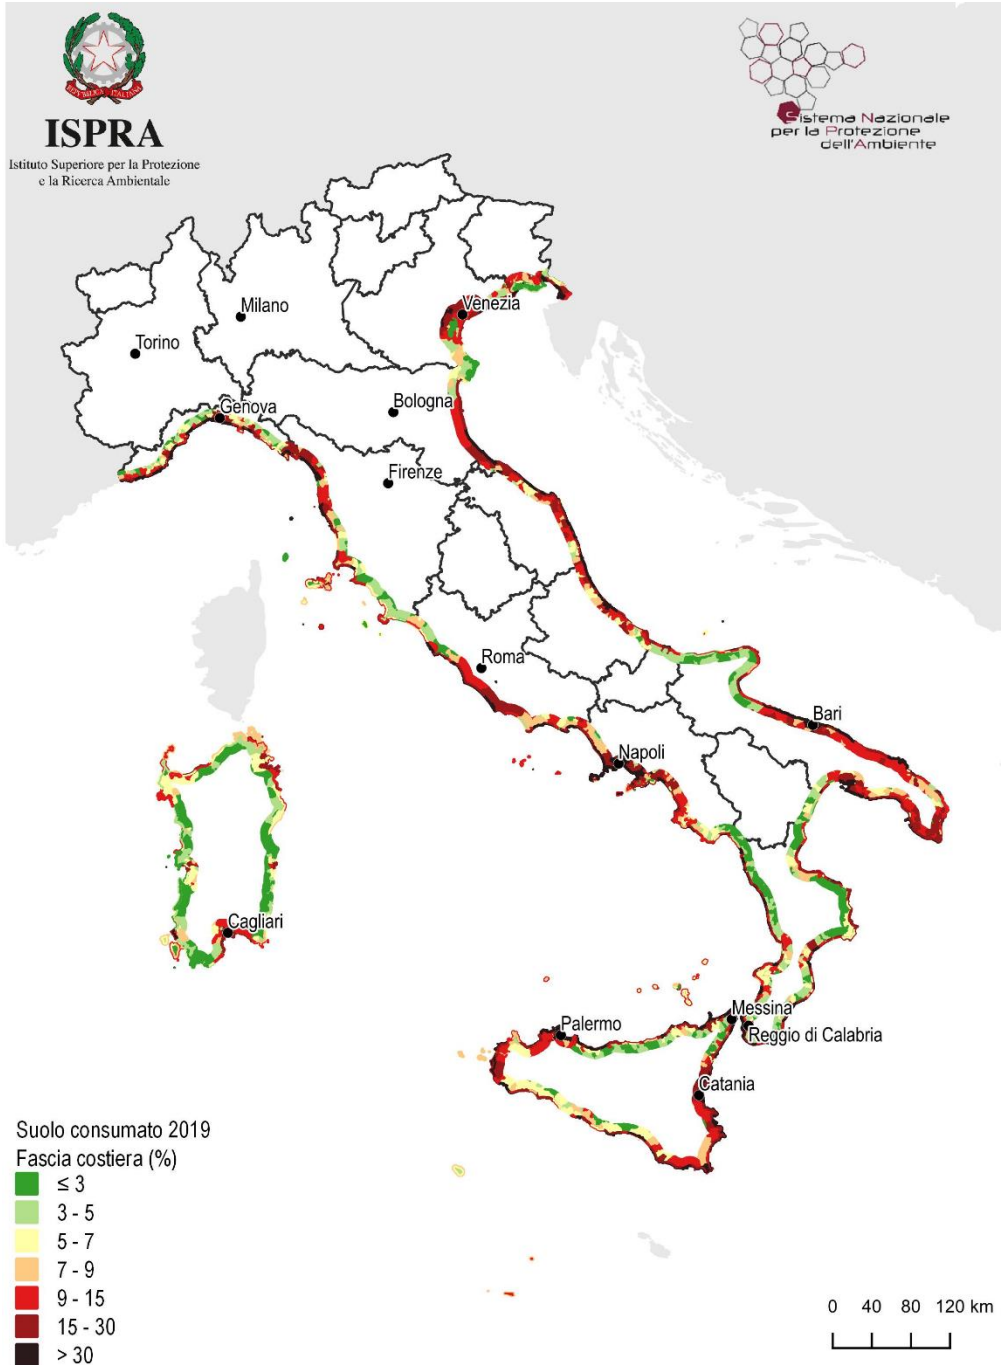 REPVBBLICA ITALIANA
ISPRA
Istituto Superiore per la Protezione
e la Ricerca Ambientale
Sistema Nazionale
per la Protezione
dell'Ambiente
Milano
Venezia
Torino
Genova
Bologna
Firenze
Roma
Bari
Napoli
Cagliari
Messina
Palermo
Reggio di Calabria
Catania
Suolo consumato 2019
Fascia costiera (%)
≤ 3
3 - 5
5 - 7
7 - 9
9 - 15
15 - 30
> 30
0 40 80 120 km